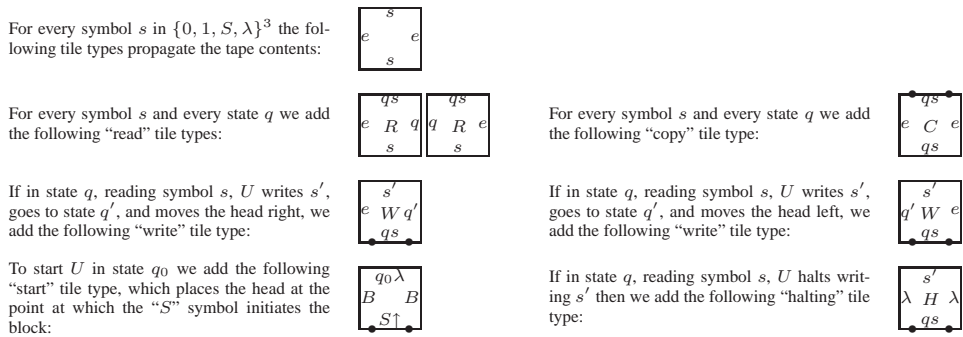 For every symbol s in {0, 1, S, λ}³ the fol-
lowing tile types propagate the tape contents:
s
e e
s
For every symbol s and every state q we add
the following “read” tile types:
qs
e R q
s
qs
q R e
s
For every symbol s and every state q we add
the following “copy” tile type:
qs
e C e
qs
If in state q, reading symbol s, U writes s′,
goes to state q′, and moves the head right, we
add the following “write” tile type:
s′
e W q′
qs
If in state q, reading symbol s, U writes s′,
goes to state q′, and moves the head left, we
add the following “write” tile type:
s′
q′ W e
qs
To start U in state q₀ we add the following
“start” tile type, which places the head at the
point at which the “S” symbol initiates the
block:
q₀λ
B B
S↑
If in state q, reading symbol s, U halts writ-
ing s′ then we add the following “halting” tile
type:
s′
λ H λ
qs